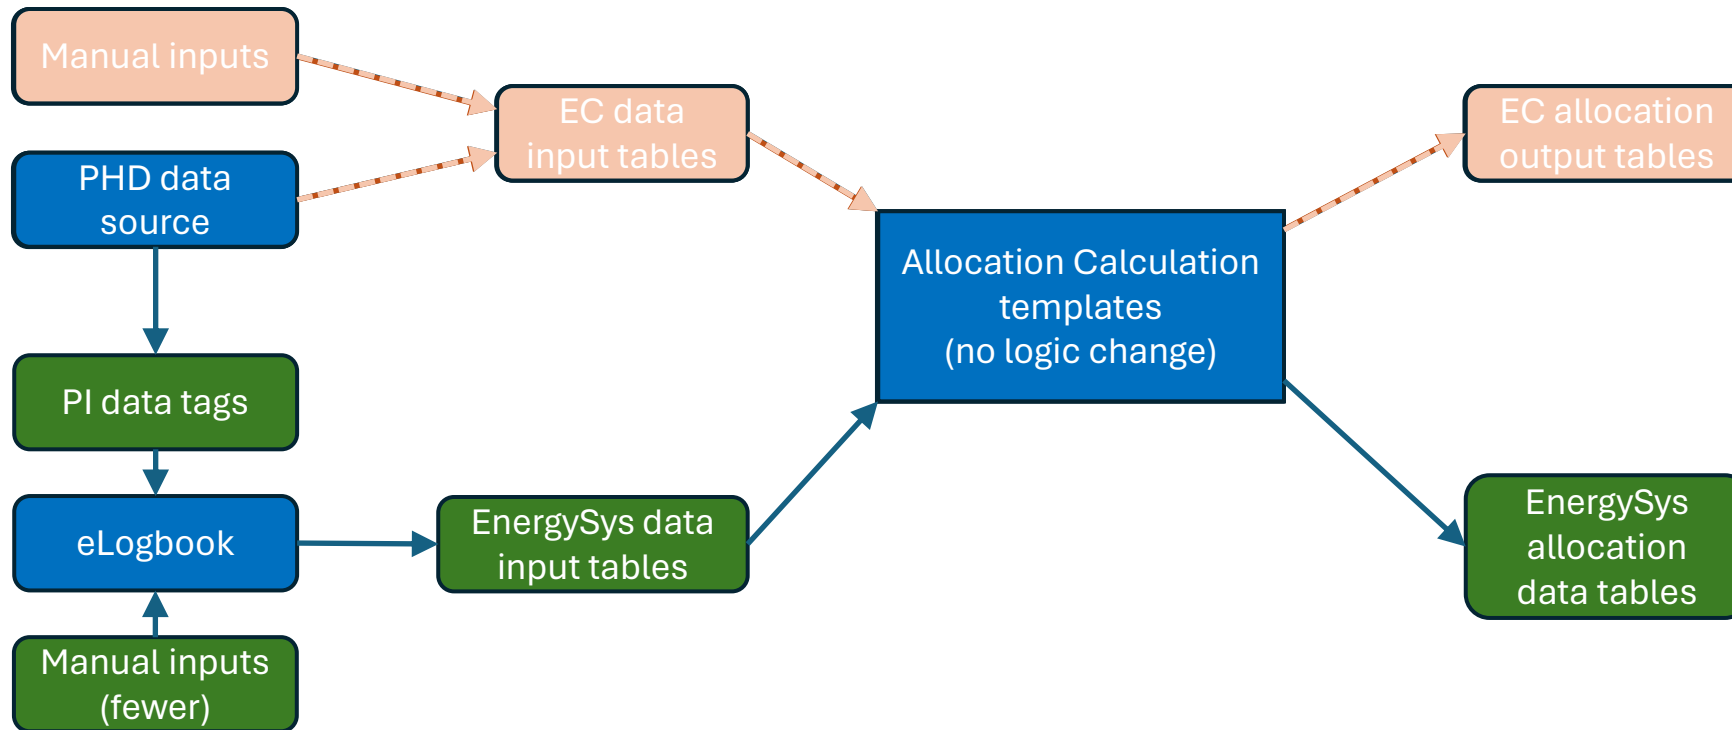 Manual inputs
EC data
input tables
EC allocation
output tables
PHD data
source
Allocation Calculation
templates
(no logic change)
PI data tags
eLogbook
EnergySys data
input tables
EnergySys
allocation
data tables
Manual inputs
(fewer)